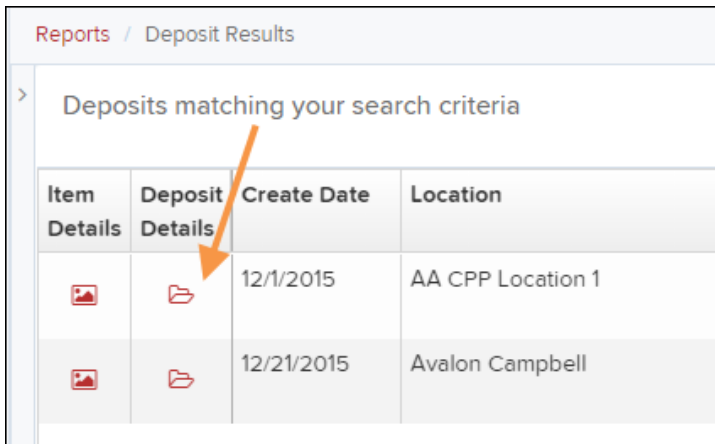 Reports / Deposit Results
>
Deposits matching your search criteria
Item Details Deposit Details Create Date Location
12/1/2015 AA CPP Location 1
12/21/2015 Avalon Campbell